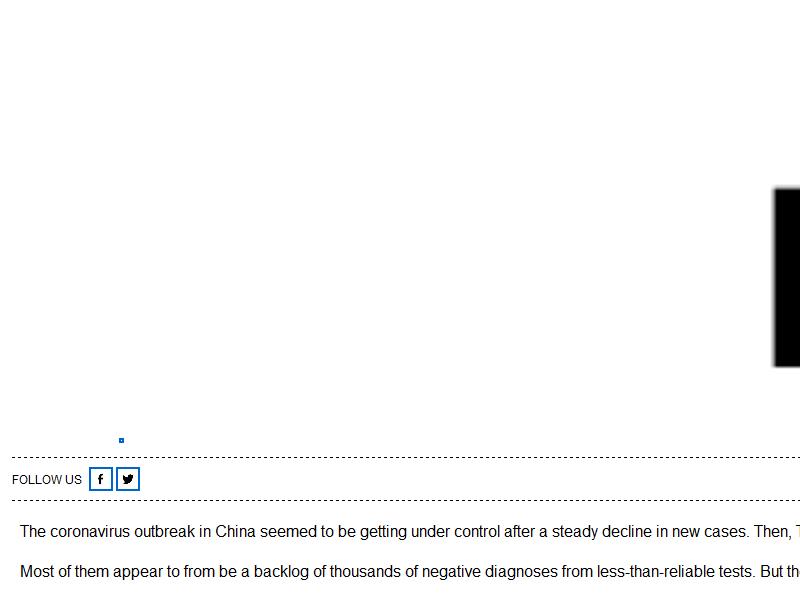 FOLLOW US
The coronavirus outbreak in China seemed to be getting under control after a steady decline in new cases. Then,
Most of them appear to from be a backlog of thousands of negative diagnoses from less-than-reliable tests. But